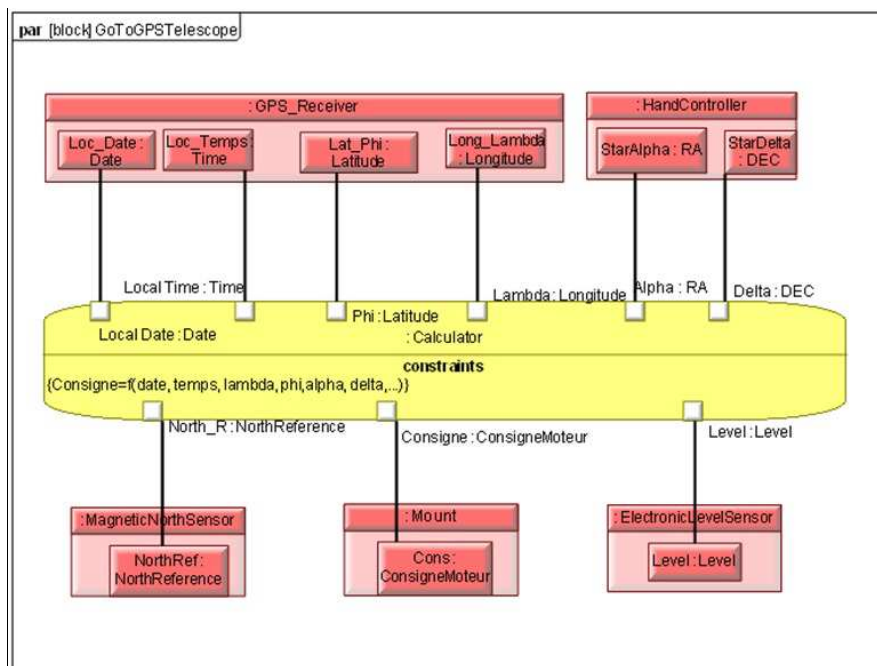 par [block] GoToGPSTelescope
: GPS_Receiver
: HandController
Loc_Date :
Date
Loc_Temps:
Time
Lat_Phi :
Latitude
Long_Lambda
: Longitude
StarAlpha : RA
StarDelta
: DEC
Local Time : Time
Lambda : Longitude
Alpha : RA
Delta : DEC
Local Date : Date
Phi : Latitude
: Calculator
constraints
{Consigne=f(date, temps, lambda, phi,alpha, delta,...)}
North_R : NorthReference
Consigne : ConsigneMoteur
Level : Level
: MagneticNorthSensor
: Mount
: ElectronicLevelSensor
NorthRef:
NorthReference
Cons:
ConsigneMoteur
Level : Level